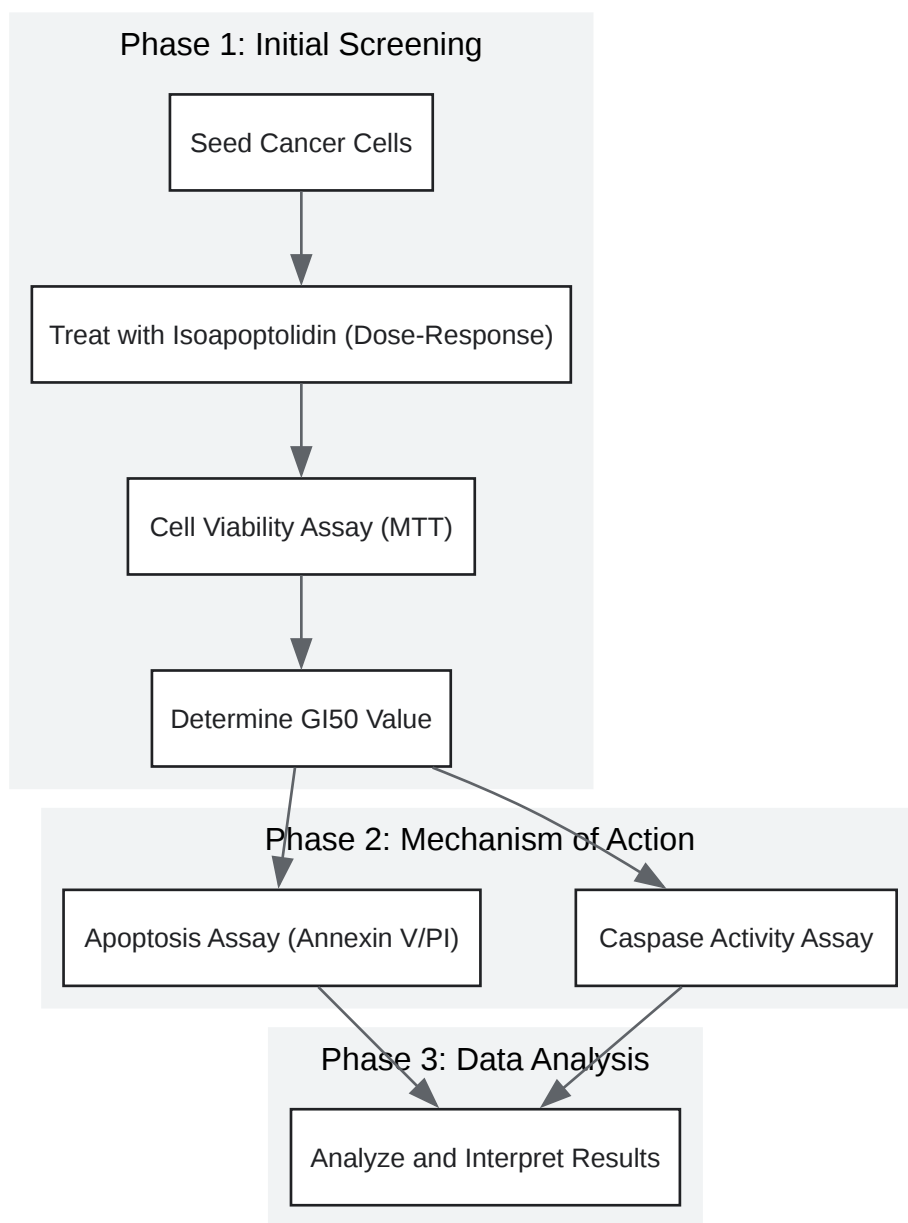 Phase 1: Initial Screening
Seed Cancer Cells
Treat with Isoapoptolidin (Dose-Response)
Cell Viability Assay (MTT)
Determine GI50 Value
Phase 2: Mechanism of Action
Apoptosis Assay (Annexin V/PI)
Caspase Activity Assay
Phase 3: Data Analysis
Analyze and Interpret Results